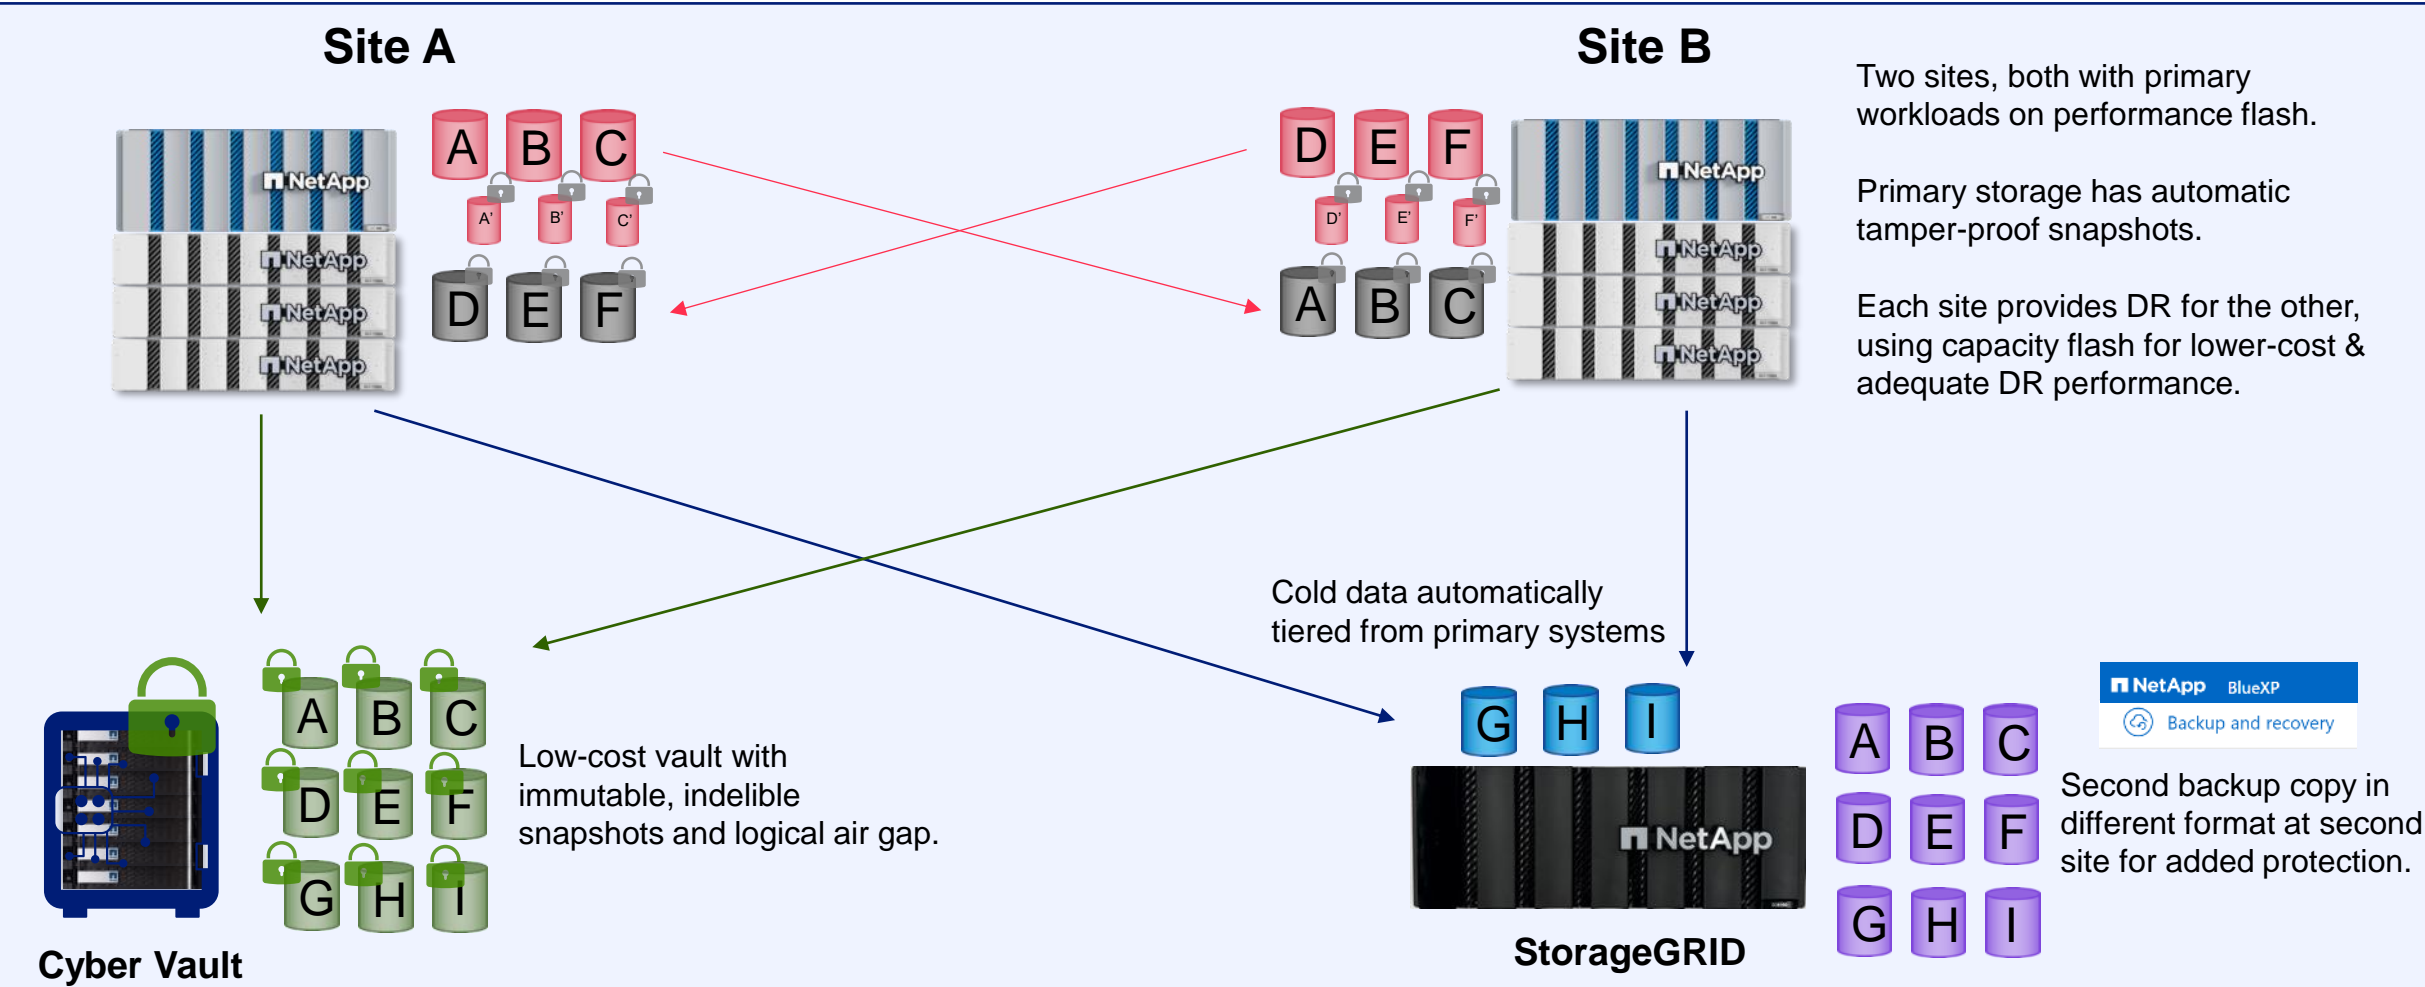 Site A
Site B
A B C
A' B' C'
D E F
NetApp
NetApp
NetApp
NetApp
D E F
D' E' F'
A B C
NetApp
NetApp
NetApp
NetApp
Two sites, both with primary
workloads on performance flash.
Primary storage has automatic
tamper-proof snapshots.
Each site provides DR for the other,
using capacity flash for lower-cost &
adequate DR performance.
Cold data automatically
tiered from primary systems
A B C
D E F
G H I
Low-cost vault with
immutable, indelible
snapshots and logical air gap.
Cyber Vault
G H I
NetApp
StorageGRID
A B C
D E F
G H I
NetApp BlueXP
Backup and recovery
Second backup copy in
different format at second
site for added protection.